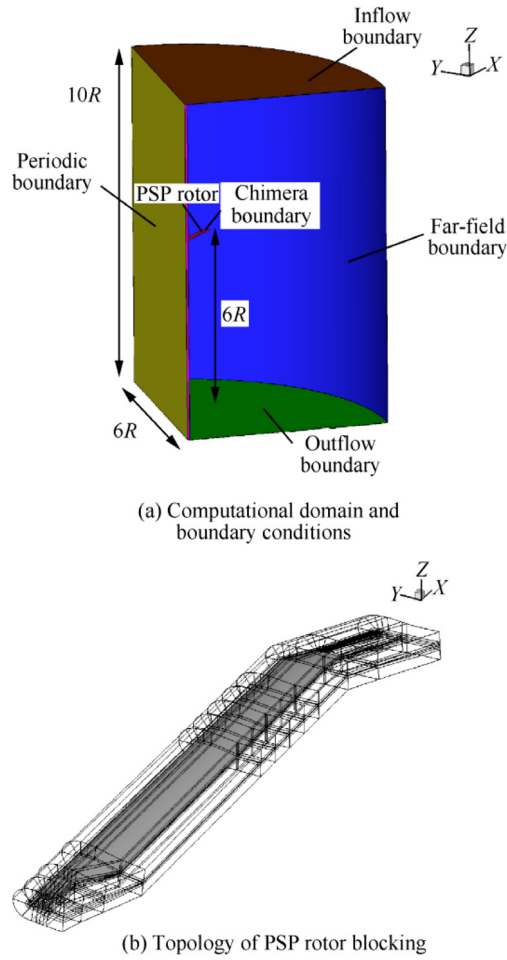 Inflow
boundary
Z
Y
X
10R
Periodic
boundary
PSP rotor
Chimera
boundary
Far-field
boundary
6R
6R
Outflow
boundary
(a) Computational domain and
boundary conditions
Z
Y
X
(b) Topology of PSP rotor blocking